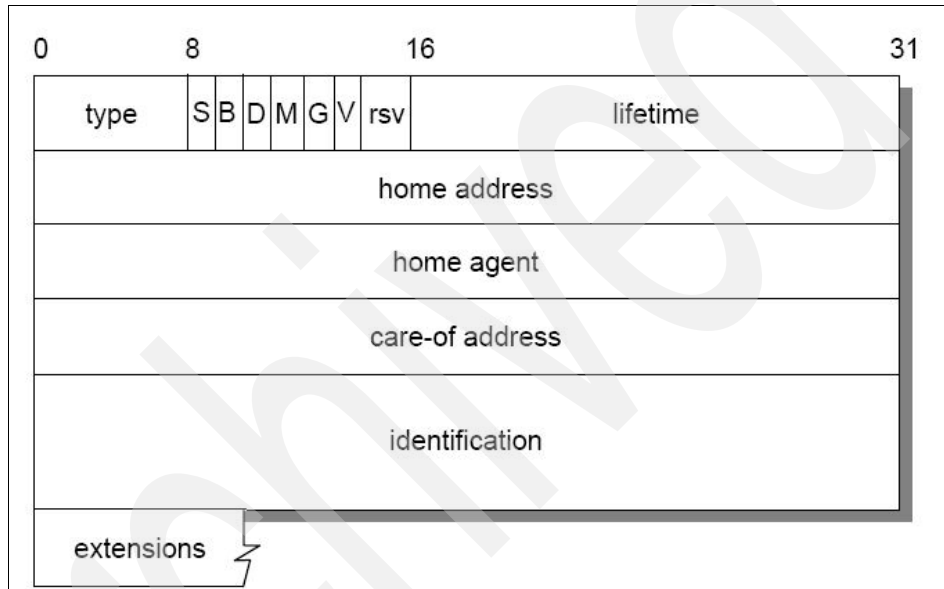 0 8 16 31
type S B D M G V rsv lifetime
home address
home agent
care-of address
identification
extensions